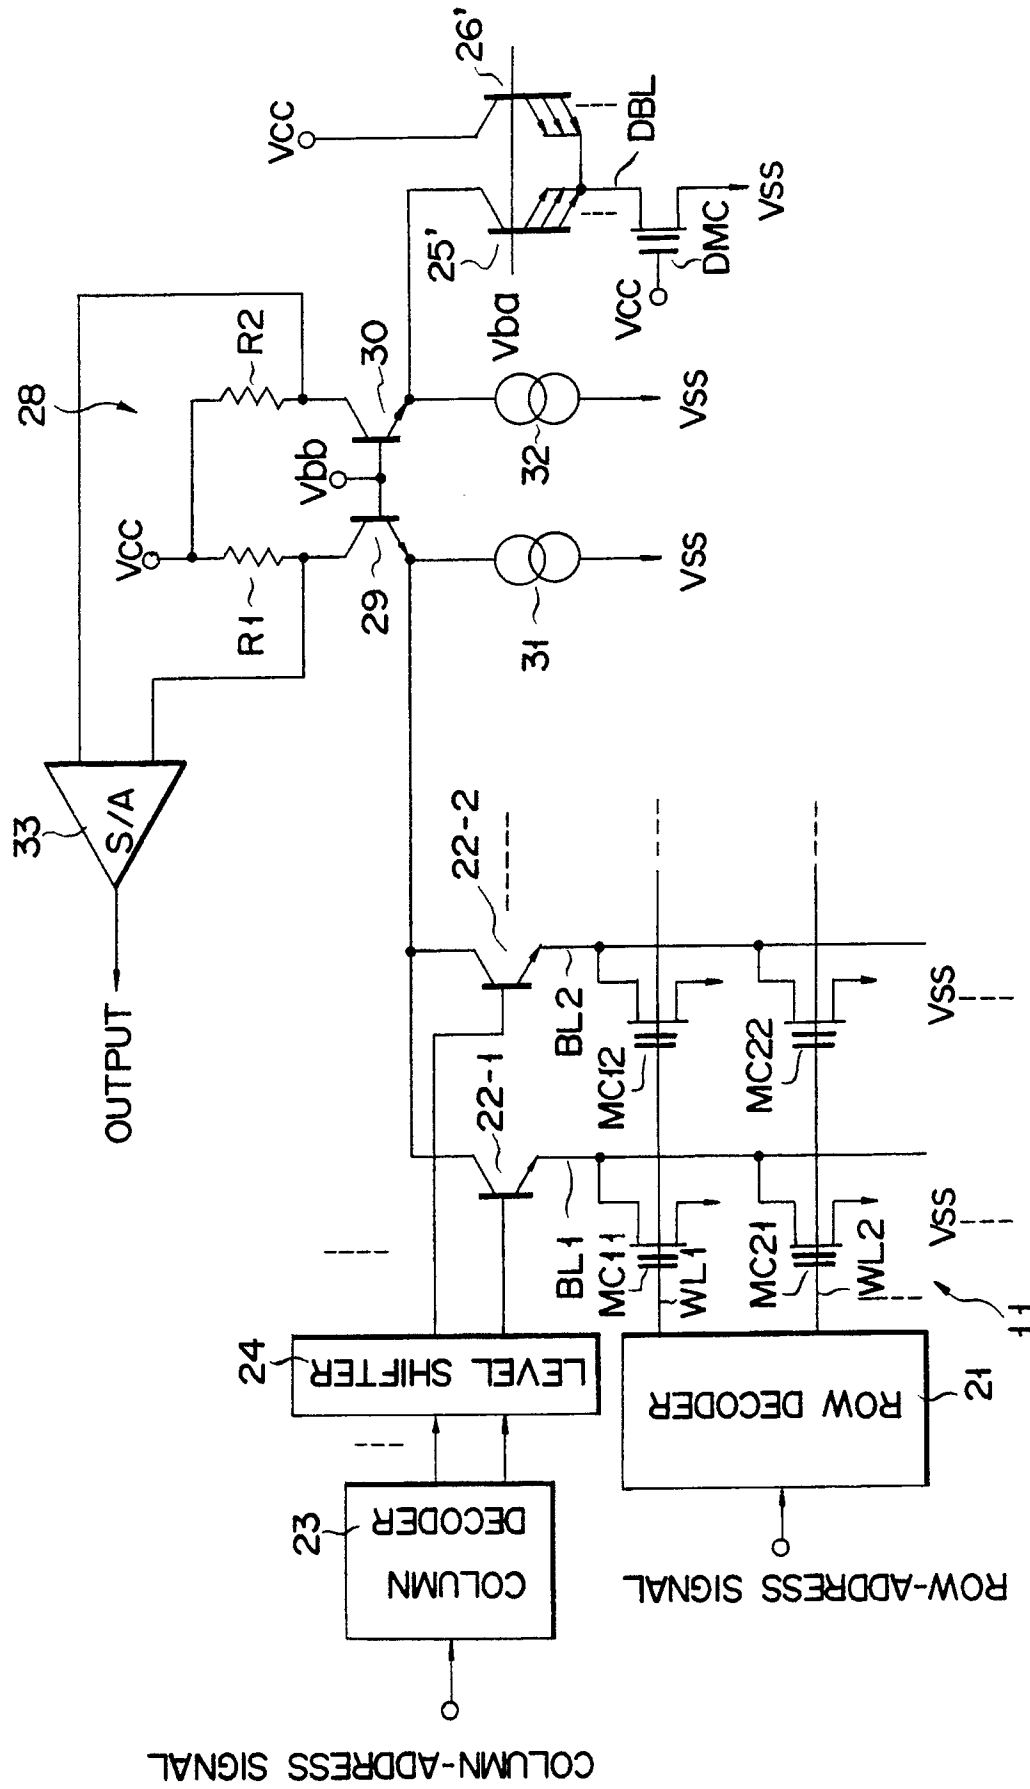 28
VCC
VCC
26'
33
S/A
R1
R2
30
Vbb
29
25'
Vba
DBL
DMC
VCC
VSS
31
32
VSS
VSS
OUTPUT
22-2
22-1
BL2
BL1
MC12
MC11
WL1
MC22
MC21
WL2
VSS
VSS
11
24
LEVEL SHIFTER
23
COLUMN
DECODER
ROW DECODER
21
COLUMN-ADDRESS SIGNAL
ROW-ADDRESS SIGNAL